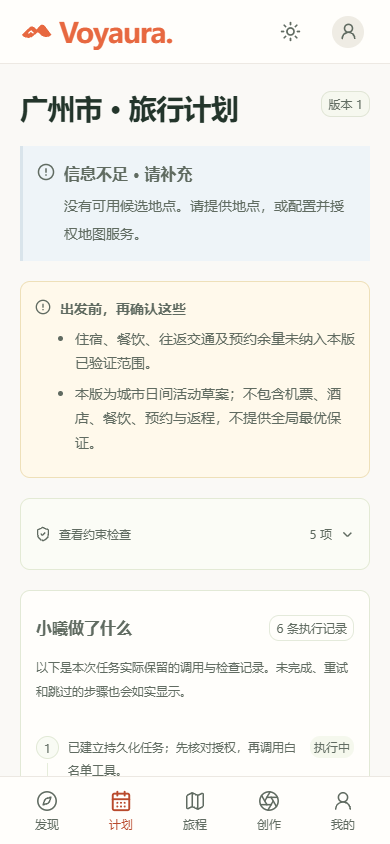 Voyaura.
广州市 • 旅行计划
版本 1
信息不足 • 请补充
没有可用候选地点。请提供地点，或配置并授
权地图服务。
出发前，再确认这些
• 住宿、餐饮、往返交通及预约余量未纳入本版
已验证范围。
• 本版为城市日间活动草案；不包含机票、酒
店、餐饮、预约与返程，不提供全局最优保
证。
查看约束检查
5 项
小曦做了什么
6 条执行记录
以下是本次任务实际保留的调用与检查记录。未完成、重试
和跳过的步骤也会如实显示。
1
已建立持久化任务；先核对授权，再调用白
名单工具。
执行中
发现
计划
旅程
创作
我的